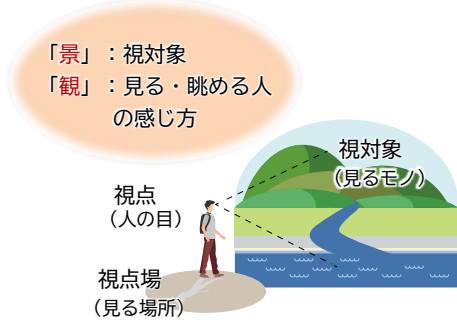 「景」：視対象
「観」：見る・眺める人
の感じ方
視対象
（見るモノ）
視点
（人の目）
視点場
（見る場所）